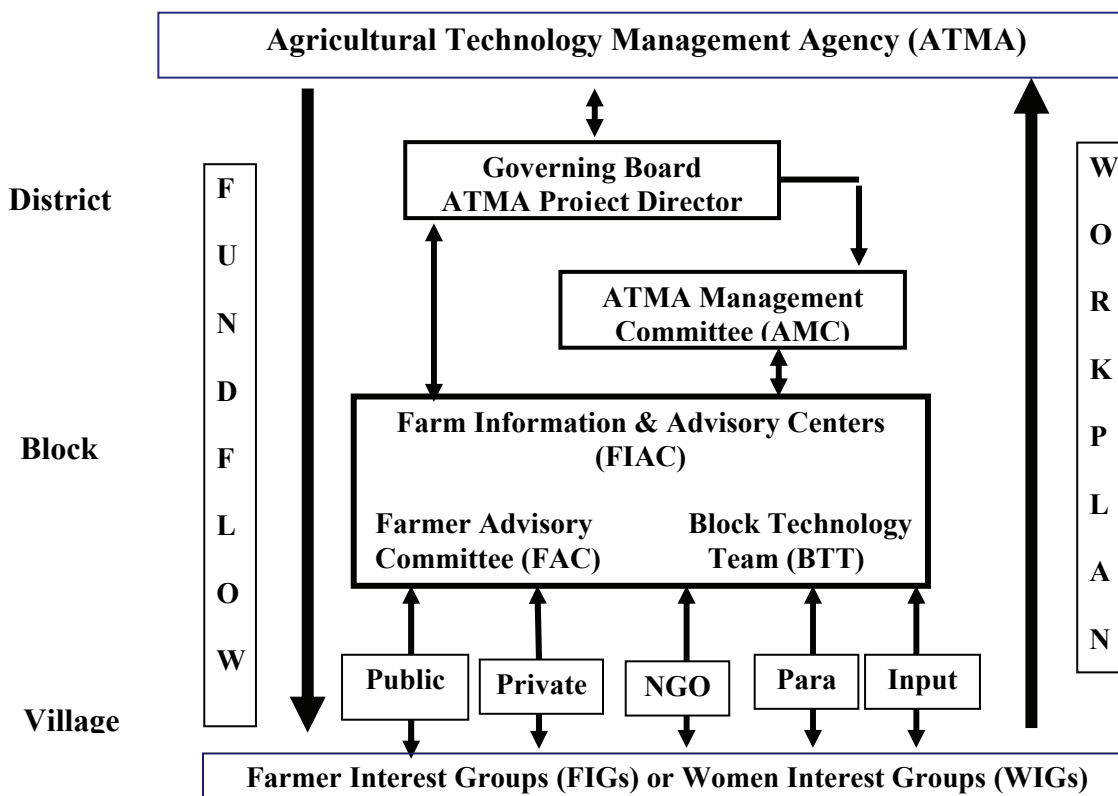 Agricultural Technology Management Agency (ATMA)
Governing Board
ATMA Project Director
District
F
U
N
D
F
L
O
W
W
O
R
K
P
L
A
N
ATMA Management
Committee (AMC)
Block
Farm Information & Advisory Centers
(FIAC)
Farmer Advisory
Committee (FAC)
Block Technology
Team (BTT)
Public
Private
NGO
Para
Input
Village
Farmer Interest Groups (FIGs) or Women Interest Groups (WIGs)